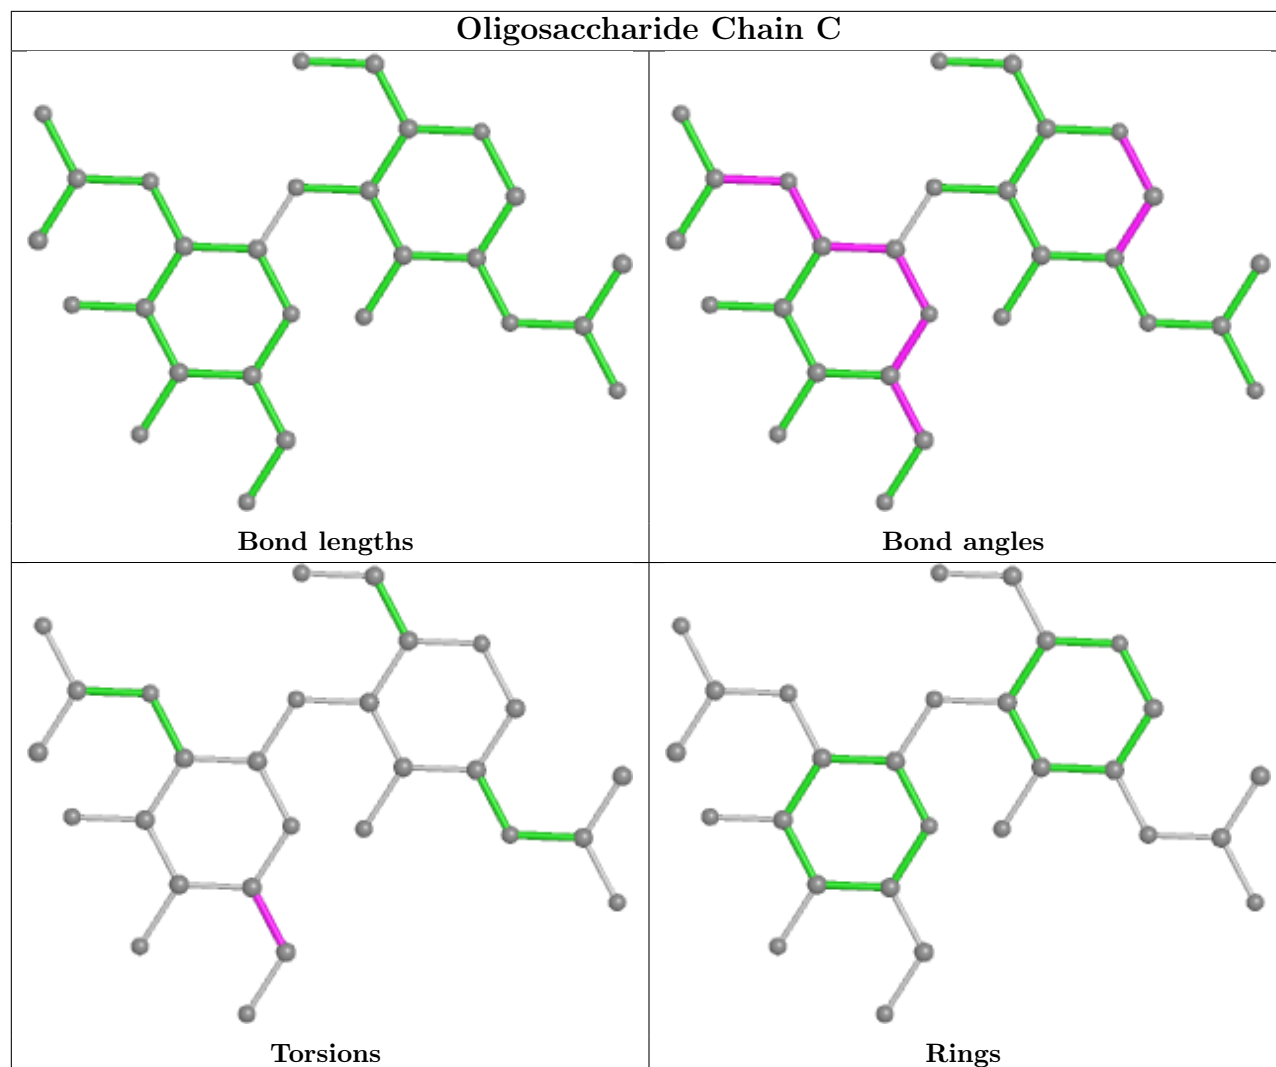 Oligosaccharide Chain C
Bond lengths
Bond angles
Torsions
Rings